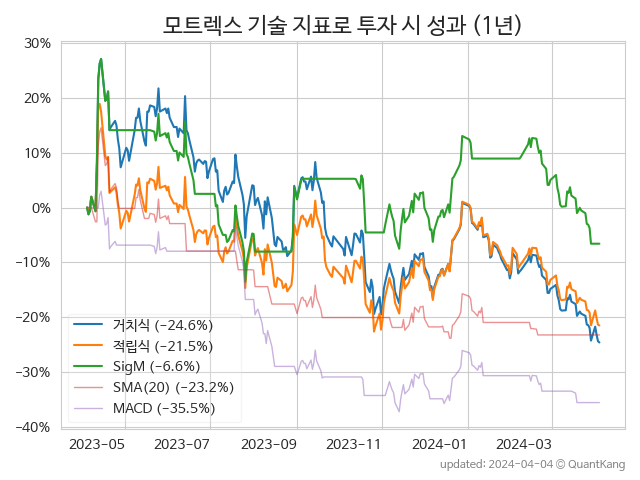 모트렉스 기술 지표로 투자 시 성과 (1년)
30%
20%
10%
0%
−10%
−20%
−30%
−40%
거치식 (−24.6%)
적립식 (−21.5%)
SigM (−6.6%)
SMA(20) (−23.2%)
MACD (−35.5%)
2023-05
2023-07
2023-09
2023-11
2024-01
2024-03
updated: 2024-04-04 © QuantKang